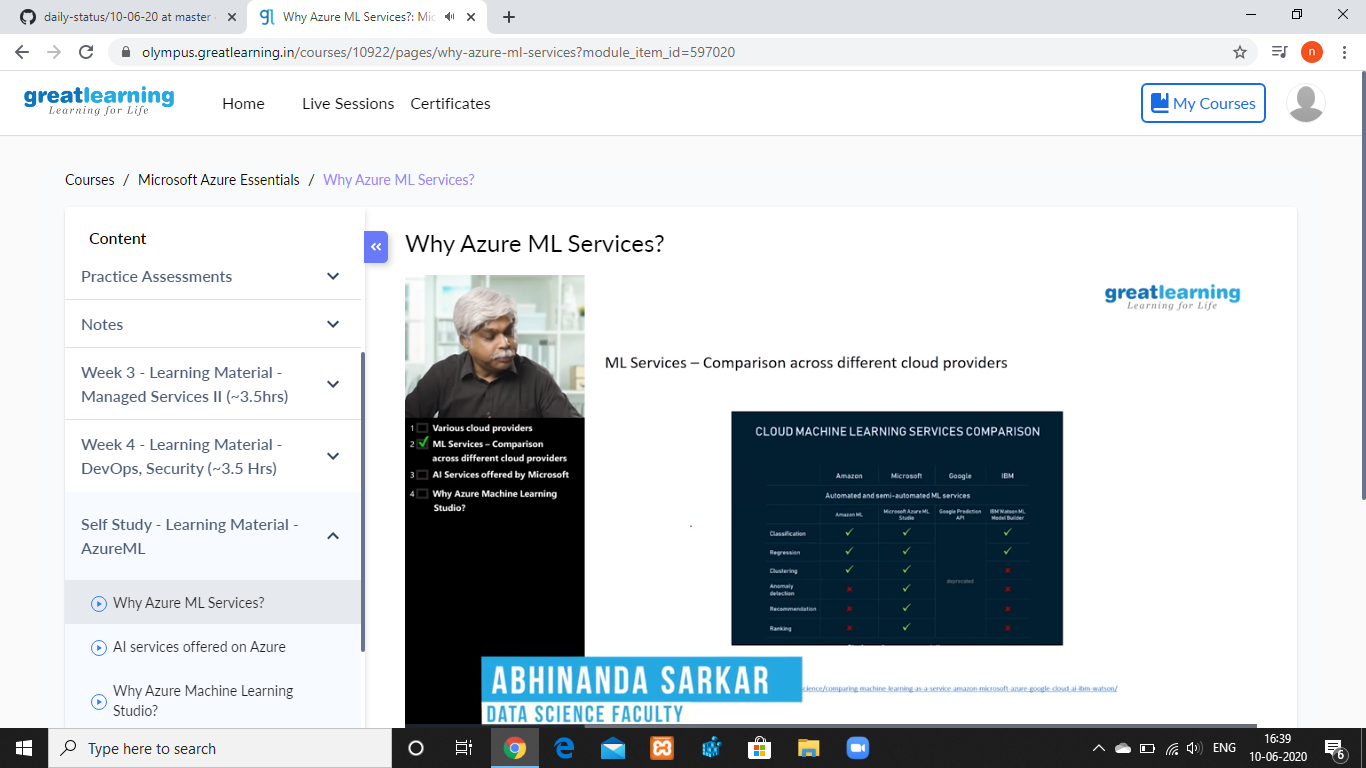 daily-status/10-06-20 at master
Why Azure ML Services?: Mic
olympus.greatlearning.in/courses/10922/pages/why-azure-ml-services?module_item_id=597020
n
greatlearning
Learning for Life
Home
Live Sessions
Certificates
My Courses
Courses / Microsoft Azure Essentials / Why Azure ML Services?
Content
Practice Assessments
Notes
Week 3 - Learning Material -
Managed Services II (~3.5hrs)
Week 4 - Learning Material -
DevOps, Security (~3.5 Hrs)
Self Study - Learning Material -
AzureML
Why Azure ML Services?
AI services offered on Azure
Why Azure Machine Learning
Studio?
Why Azure ML Services?
greatlearning
Learning for Life
1 Various cloud providers
2 ML Services – Comparison
across different cloud providers
3 AI Services offered by Microsoft
4 Why Azure Machine Learning
Studio?
ML Services – Comparison across different cloud providers
CLOUD MACHINE LEARNING SERVICES COMPARISON
Amazon Microsoft Google IBM
Automated and semi-automated ML services
Amazon ML
Microsoft Azure ML
Studio
Google Prediction
API
IBM Watson ML
Model Builder
Classification
Regression
Clustering
Anomaly
detection
Recommendation
Ranking
deprecated
science/comparing-machine-learning-as-a-service-amazon-microsoft-azure-google-cloud-ai-ibm-watson/
ABHINANDA SARKAR
DATA SCIENCE FACULTY
Type here to search
ENG
16:39
10-06-2020
6